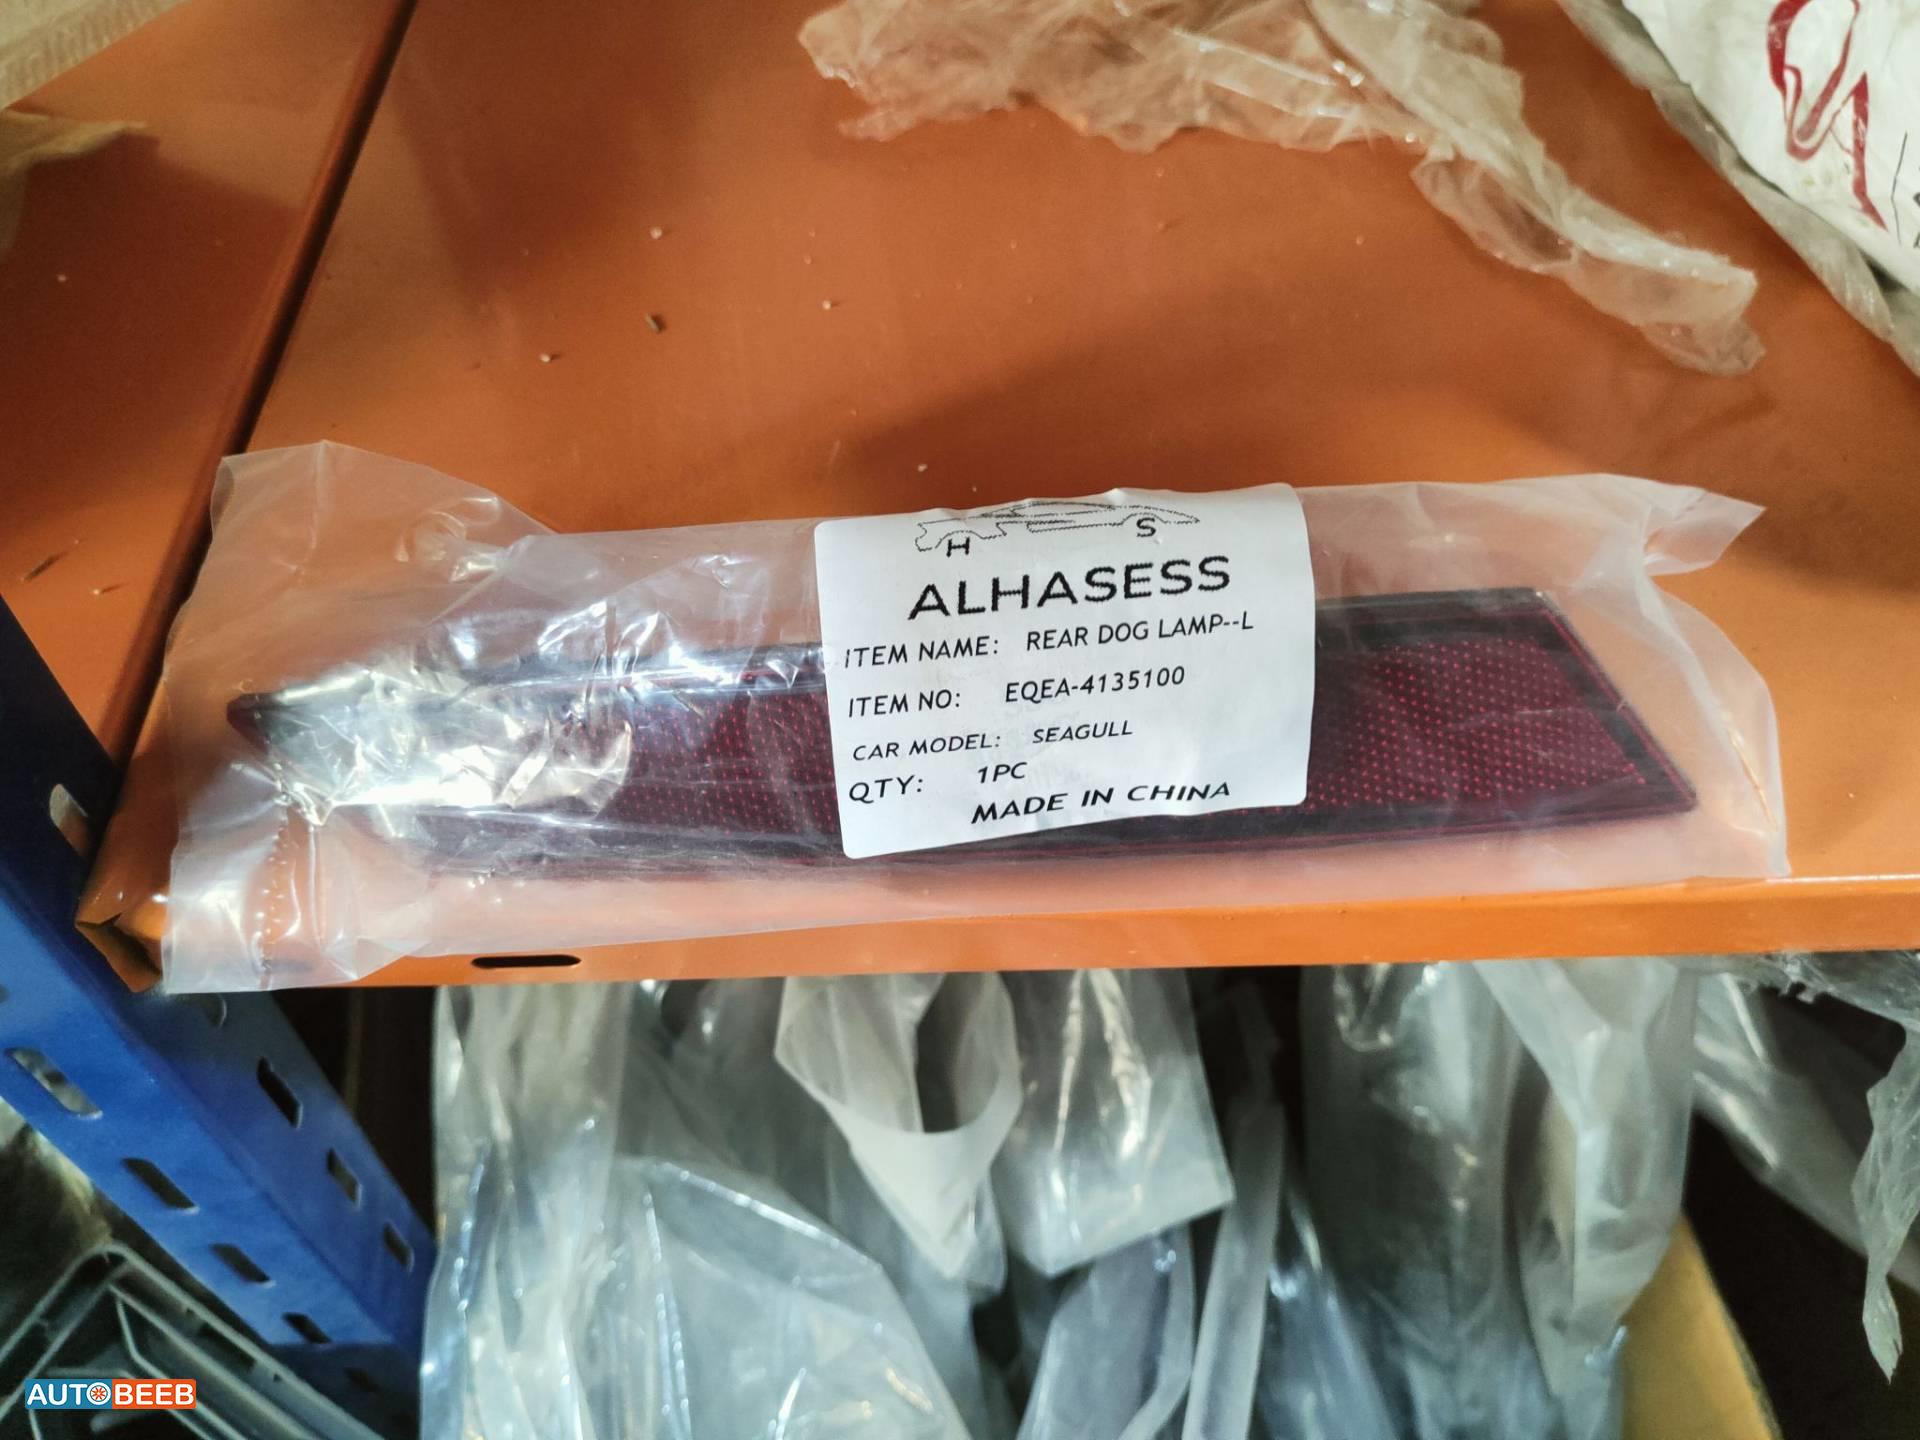 H S
ALHASESS
ITEM NAME: REAR DOG LAMP--L
ITEM NO: EQEA-4135100
CAR MODEL: SEAGULL
QTY: 1PC
MADE IN CHINA
AUTOBEEB